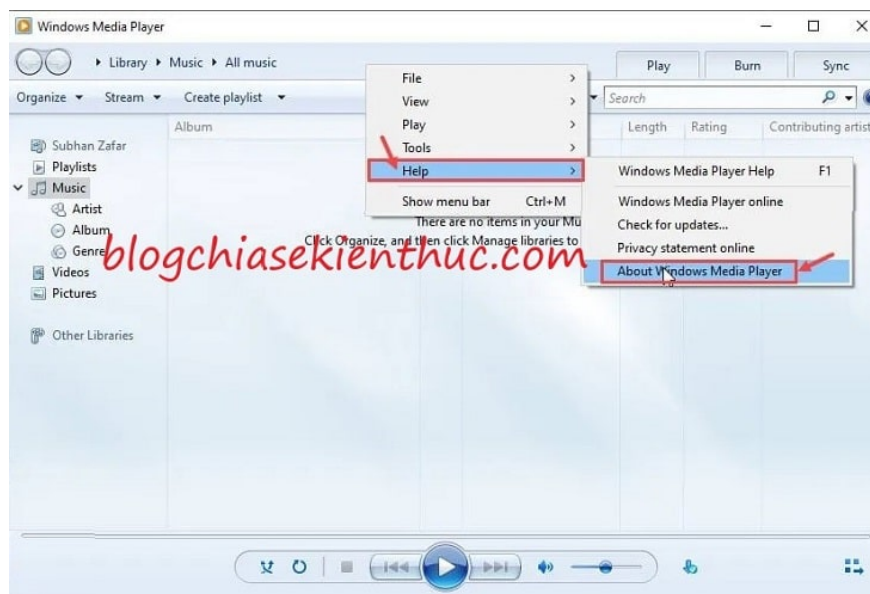 Windows Media Player
Library Music All music
Play Burn Sync
Organize Stream Create playlist
Search
Album Length Rating Contributing artist
Subhan Zafar
Playlists
Music
Artist
Album
Genre
Videos
Pictures
Other Libraries
File
View
Play
Tools
Help
Show menu bar Ctrl+M
Windows Media Player Help F1
Windows Media Player online
Check for updates...
Privacy statement online
About Windows Media Player
There are no items in your
Click Organize, and then click Manage libraries to
blogchiasekienthuc.com